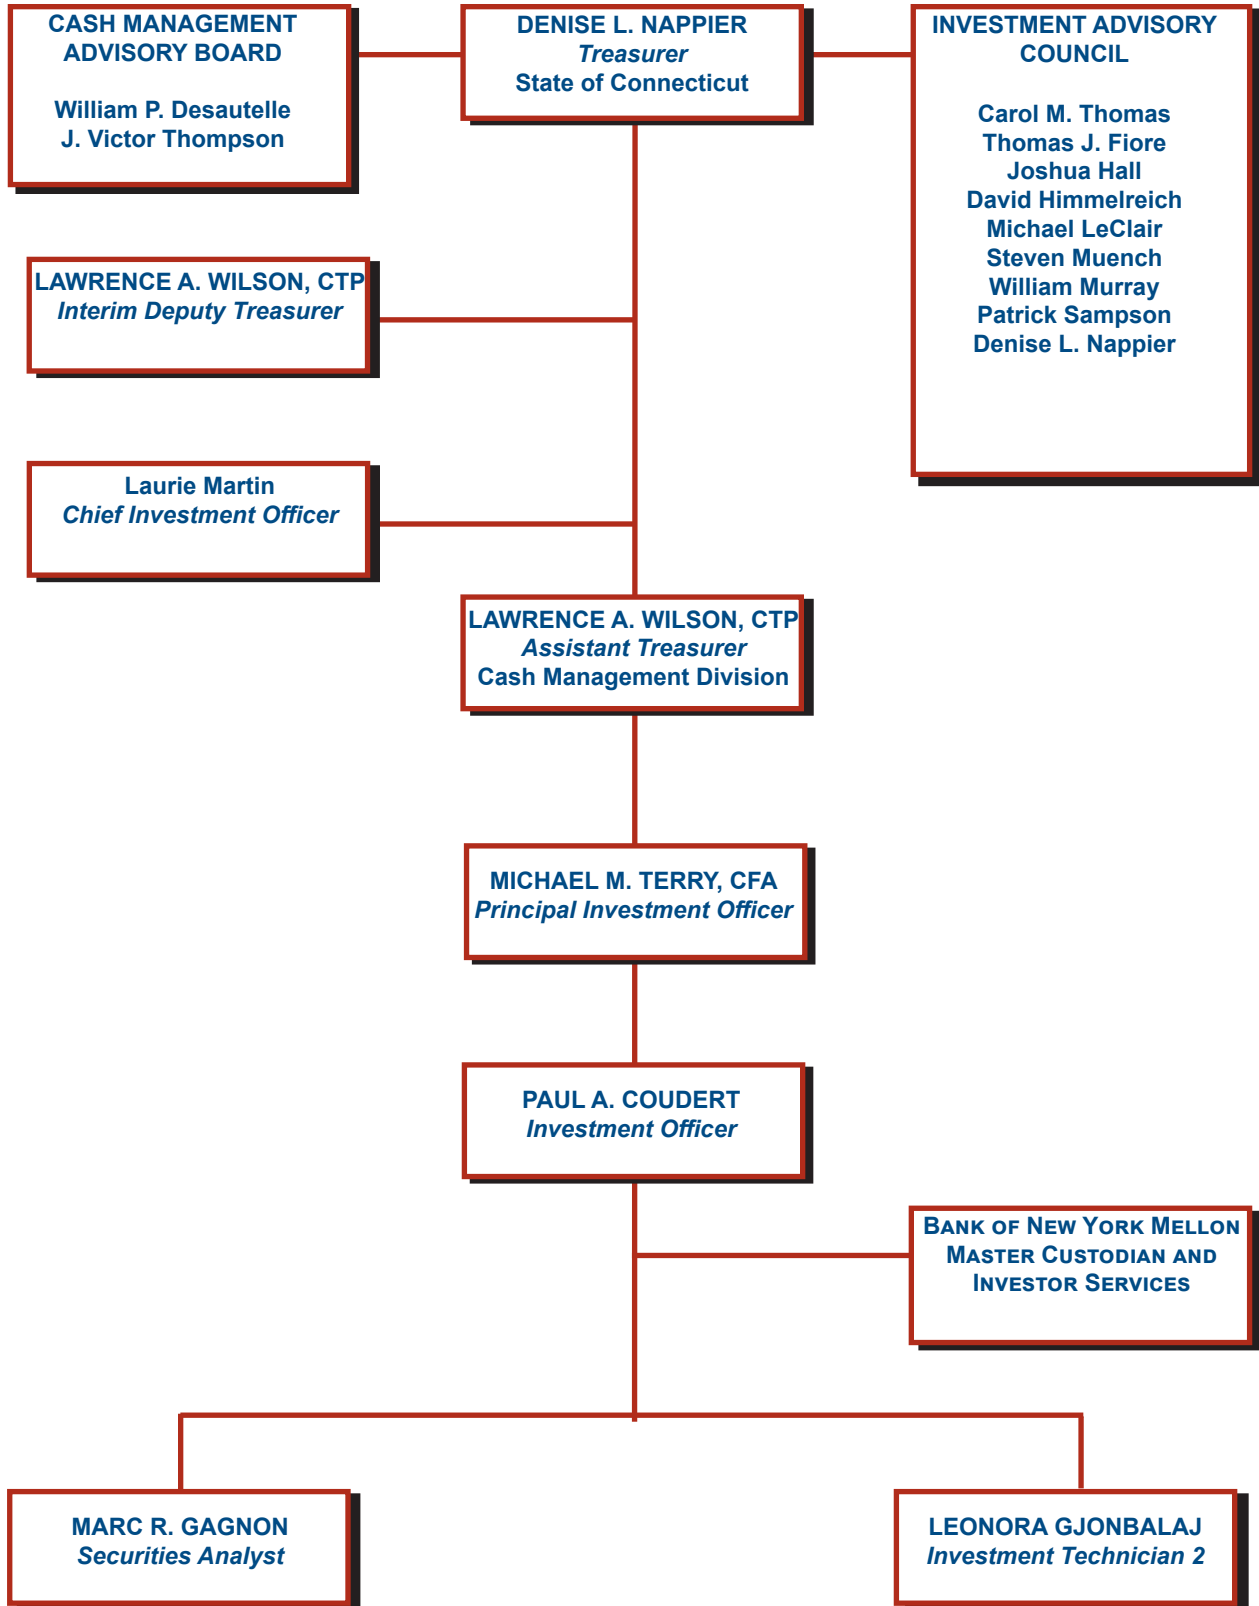 CASH MANAGEMENT
ADVISORY BOARD
William P. Desautelle
J. Victor Thompson
DENISE L. NAPPIER
Treasurer
State of Connecticut
INVESTMENT ADVISORY
COUNCIL
Carol M. Thomas
Thomas J. Fiore
Joshua Hall
David Himmelreich
Michael LeClair
Steven Muench
William Murray
Patrick Sampson
Denise L. Nappier
LAWRENCE A. WILSON, CTP
Interim Deputy Treasurer
Laurie Martin
Chief Investment Officer
LAWRENCE A. WILSON, CTP
Assistant Treasurer
Cash Management Division
MICHAEL M. TERRY, CFA
Principal Investment Officer
PAUL A. COUDERT
Investment Officer
BANK OF NEW YORK MELLON
MASTER CUSTODIAN AND
INVESTOR SERVICES
MARC R. GAGNON
Securities Analyst
LEONORA GJONBALAJ
Investment Technician 2